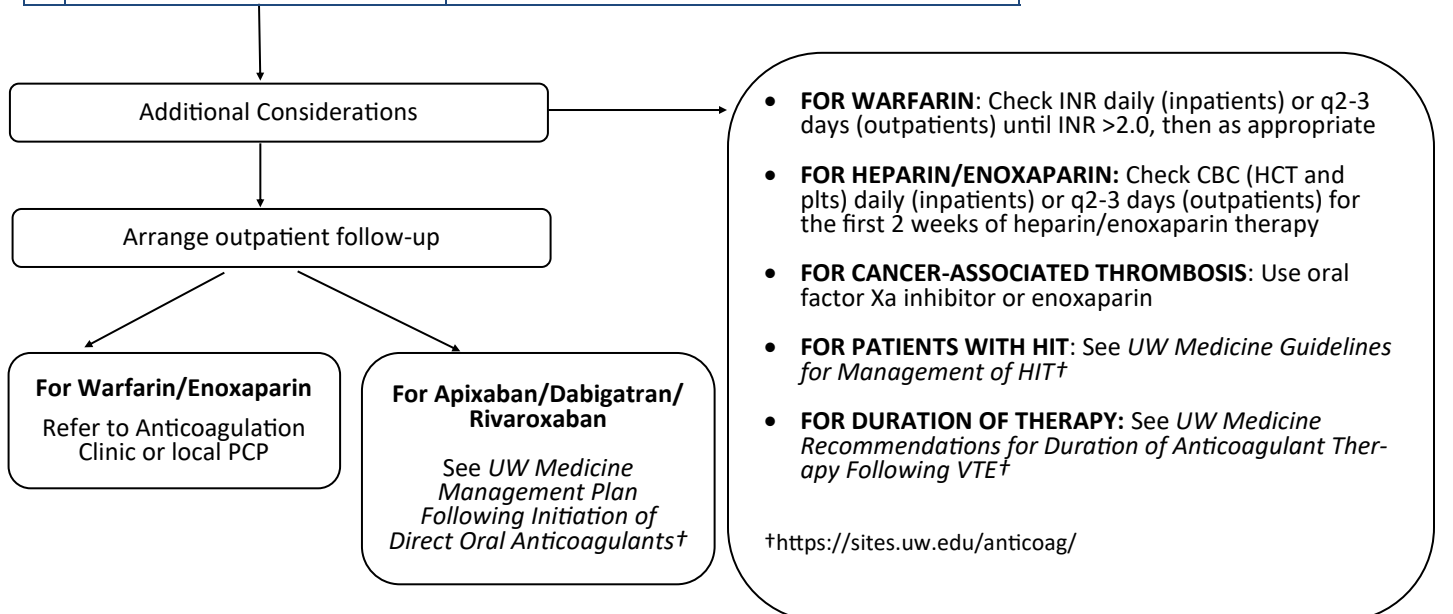 Additional Considerations
Arrange outpatient follow-up
For Warfarin/Enoxaparin
Refer to Anticoagulation
Clinic or local PCP
For Apixaban/Dabigatran/
Rivaroxaban
See UW Medicine
Management Plan
Following Initiation of
Direct Oral Anticoagulants†
• FOR WARFARIN: Check INR daily (inpatients) or q2-3
days (outpatients) until INR >2.0, then as appropriate
• FOR HEPARIN/ENOXAPARIN: Check CBC (HCT and
plts) daily (inpatients) or q2-3 days (outpatients) for
the first 2 weeks of heparin/enoxaparin therapy
• FOR CANCER-ASSOCIATED THROMBOSIS: Use oral
factor Xa inhibitor or enoxaparin
• FOR PATIENTS WITH HIT: See UW Medicine Guidelines
for Management of HIT†
• FOR DURATION OF THERAPY: See UW Medicine
Recommendations for Duration of Anticoagulant Ther-
apy Following VTE†
†https://sites.uw.edu/anticoag/